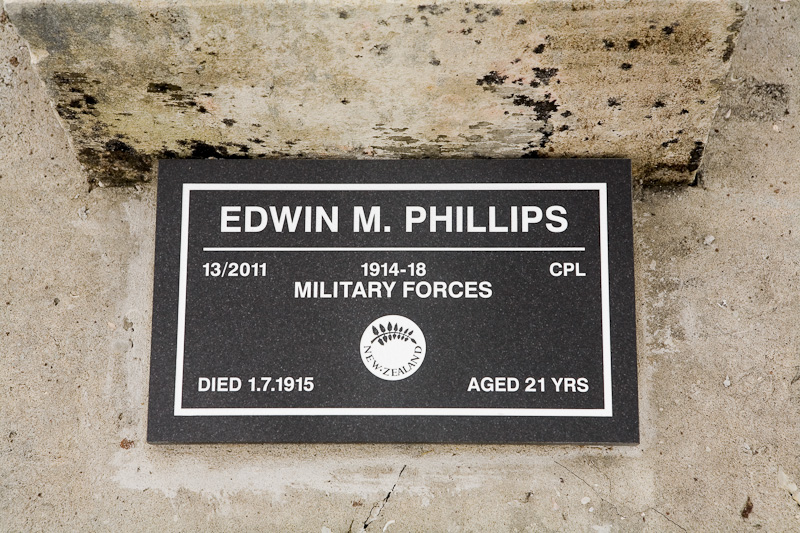 EDWIN M. PHILLIPS
13/2011 1914-18 CPL
MILITARY FORCES
NEW·ZEALAND
DIED 1.7.1915 AGED 21 YRS